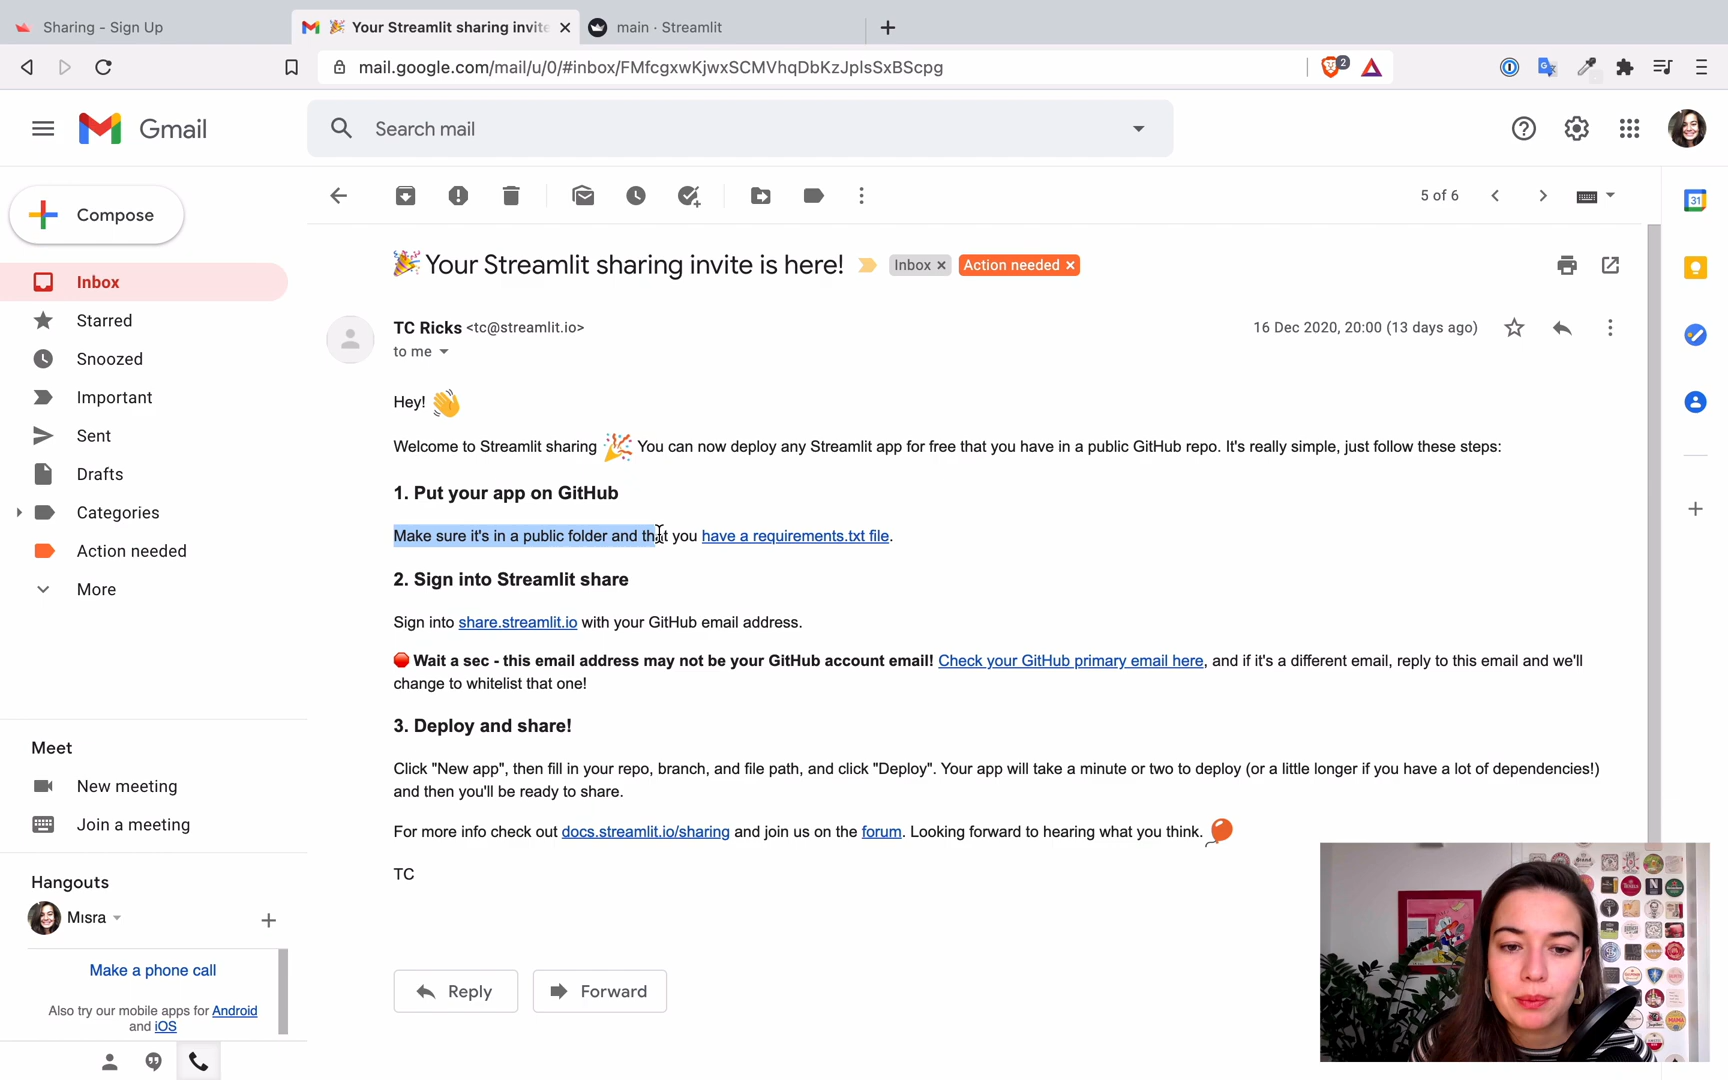 Sharing - Sign Up
Your Streamlit sharing invite
main · Streamlit
mail.google.com/mail/u/0/#inbox/FMfcgxwKjwxSCMVhqDbKzJplsSxBScpg
2
Gmail
Search mail
Compose
5 of 6
31
Your Streamlit sharing invite is here!
Inbox ×
Action needed ×
Inbox
Starred
Snoozed
Important
Sent
Drafts
Categories
Action needed
More
TC Ricks <tc@streamlit.io>
16 Dec 2020, 20:00 (13 days ago)
to me
Hey!
Welcome to Streamlit sharing You can now deploy any Streamlit app for free that you have in a public GitHub repo. It's really simple, just follow these steps:
1. Put your app on GitHub
Make sure it's in a public folder and that you have a requirements.txt file.
2. Sign into Streamlit share
Sign into share.streamlit.io with your GitHub email address.
Wait a sec - this email address may not be your GitHub account email! Check your GitHub primary email here, and if it's a different email, reply to this email and we'll
change to whitelist that one!
3. Deploy and share!
Click "New app", then fill in your repo, branch, and file path, and click "Deploy". Your app will take a minute or two to deploy (or a little longer if you have a lot of dependencies!)
and then you'll be ready to share.
For more info check out docs.streamlit.io/sharing and join us on the forum. Looking forward to hearing what you think.
TC
Reply
Forward
Meet
New meeting
Join a meeting
Hangouts
Mısra
Make a phone call
Also try our mobile apps for Android
and iOS